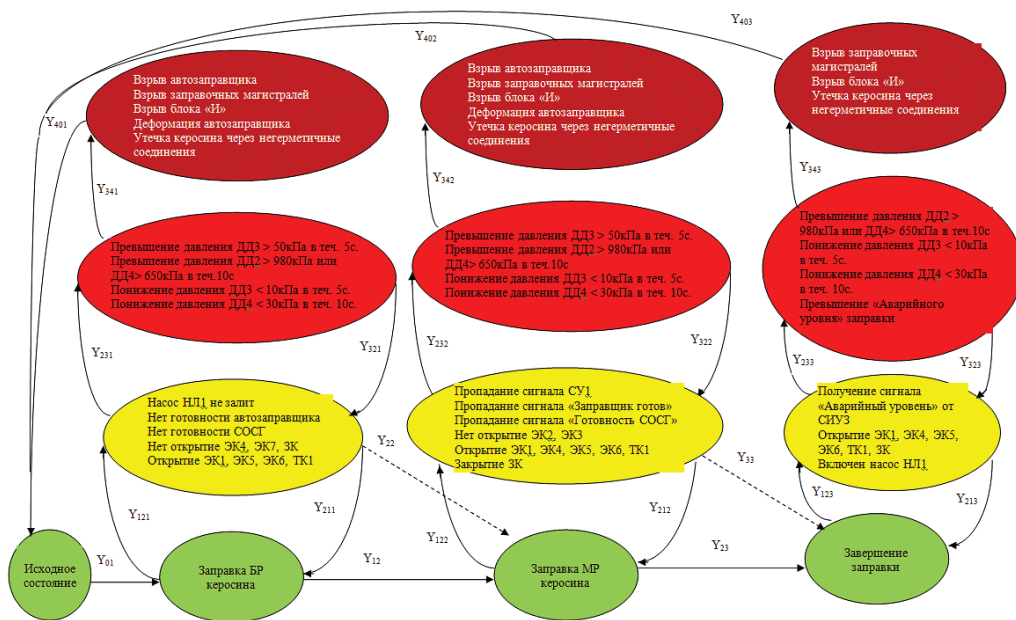 Y403
Y402
Y401
Взрыв автозаправщика
Взрыв заправочных магистралей
Взрыв блока «И»
Деформация автозаправщика
Утечка керосина через негерметичные
соединения
Взрыв автозаправщика
Взрыв заправочных магистралей
Взрыв блока «И»
Деформация автозаправщика
Утечка керосина через негерметичные
соединения
Взрыв заправочных
магистралей
Взрыв блока «И»
Утечка керосина через
негерметичные соединения
Y341
Y342
Y343
Превышение давления ДД3 > 50кПа в теч. 5с.
Превышение давления ДД2 > 980кПа или
ДД4> 650кПа в теч.10с
Понижение давления ДД3 < 10кПа в теч. 5с.
Понижение давления ДД4 < 30кПа в теч. 10с.
Превышение давления ДД3 > 50кПа в теч. 5с.
Превышение давления ДД2 > 980кПа или
ДД4> 650кПа в теч.10с
Понижение давления ДД3 < 10кПа в теч. 5с.
Понижение давления ДД4 < 30кПа в теч. 10с.
Превышение давления ДД2 >
980кПа или ДД4> 650кПа в теч.10с
Понижение давления ДД3 < 10кПа
в теч. 5с.
Понижение давления ДД4 < 30кПа
в теч. 10с.
Превышение «Аварийного
уровня» заправки
Y231
Y321
Y232
Y322
Y233
Y323
Насос НЛ1 не залит
Нет готовности автозаправщика
Нет готовности СОСГ
Нет открытие ЭК4, ЭК7, ЗК
Открытие ЭК1, ЭК5, ЭК6, ТК1
Пропадание сигнала СУ1
Пропадание сигнала «Заправщик готов»
Пропадание сигнала «Готовность СОСГ»
Нет открытие ЭК2, ЭК3
Открытие ЭК1, ЭК4, ЭК5, ЭК6, ТК1
Закрытие ЗК
Получение сигнала
«Аварийный уровень» от
СИУЗ
Открытие ЭК1, ЭК4, ЭК5,
ЭК6, ТК1, ЗК
Включен насос НЛ1
Y22
Y33
Y121
Y211
Y122
Y212
Y123
Y213
Исходное
состояние
Y01
Заправка БР
керосина
Y12
Заправка МР
керосина
Y23
Завершение
заправки